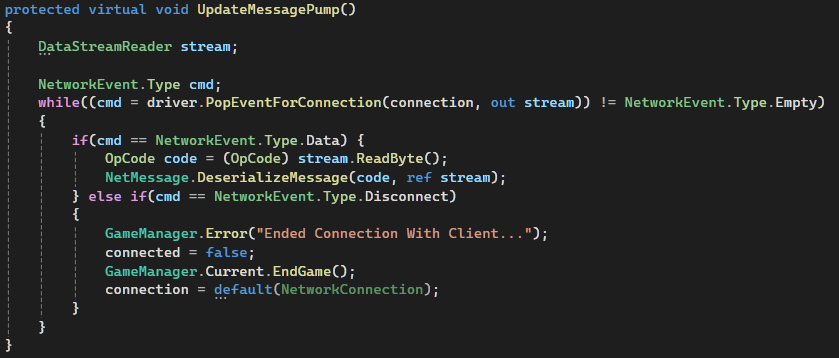 protected virtual void UpdateMessagePump()
{
    DataStreamReader stream;

    NetworkEvent.Type cmd;
    while((cmd = driver.PopEventForConnection(connection, out stream)) != NetworkEvent.Type.Empty)
    {
        if(cmd == NetworkEvent.Type.Data) {
            OpCode code = (OpCode) stream.ReadByte();
            NetMessage.DeserializeMessage(code, ref stream);
        } else if(cmd == NetworkEvent.Type.Disconnect)
        {
            GameManager.Error("Ended Connection With Client...");
            connected = false;
            GameManager.Current.EndGame();
            connection = default(NetworkConnection);
        }
    }
}